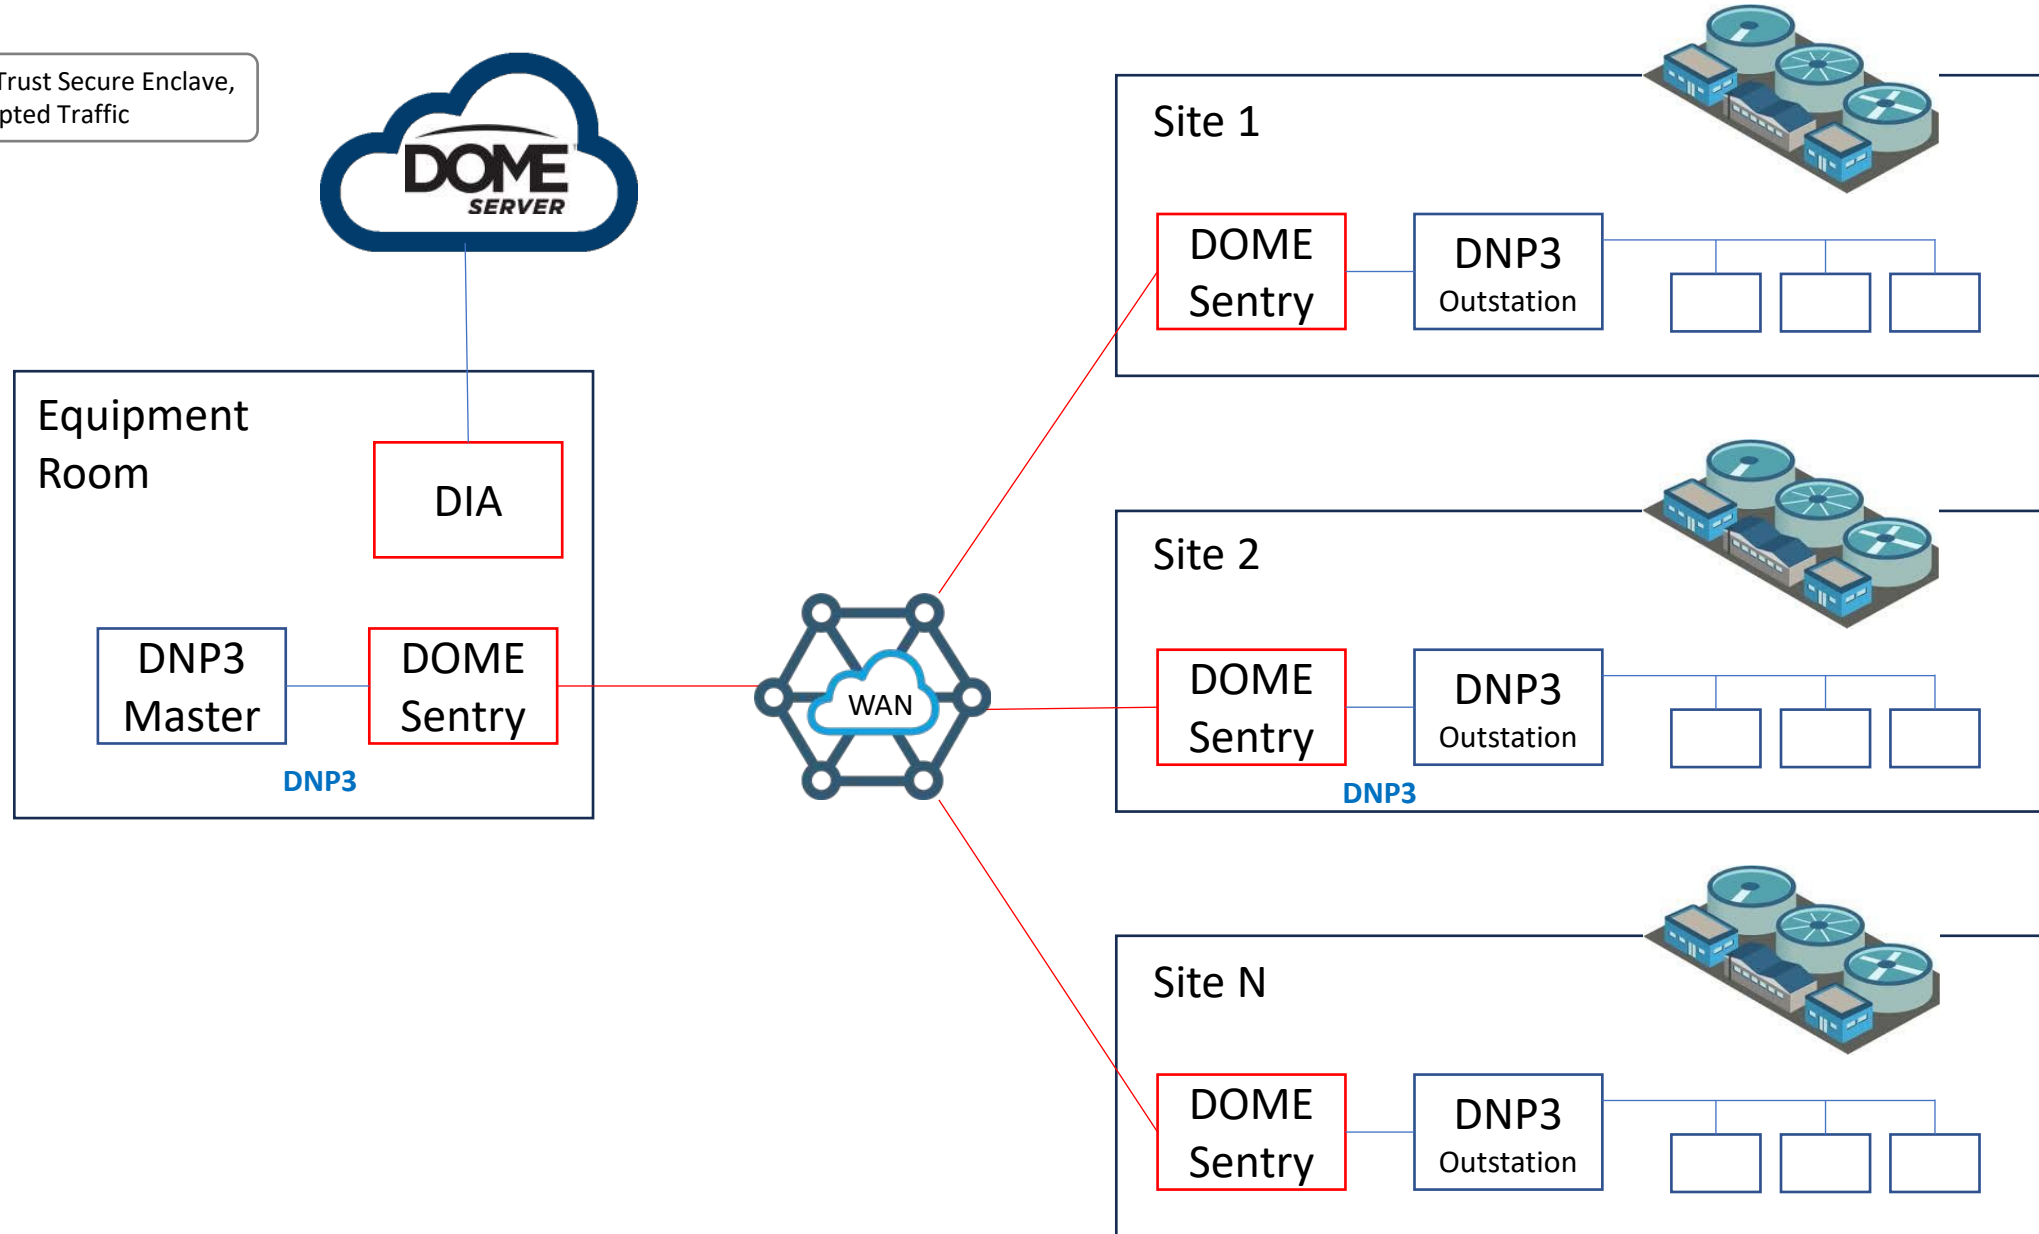 Trust Secure Enclave,
pted Traffic
DOME
SERVER
Equipment
Room
DIA
DNP3
Master
DOME
Sentry
DNP3
WAN
Site 1
DOME
Sentry
DNP3
Outstation
Site 2
DOME
Sentry
DNP3
Outstation
DNP3
Site N
DOME
Sentry
DNP3
Outstation